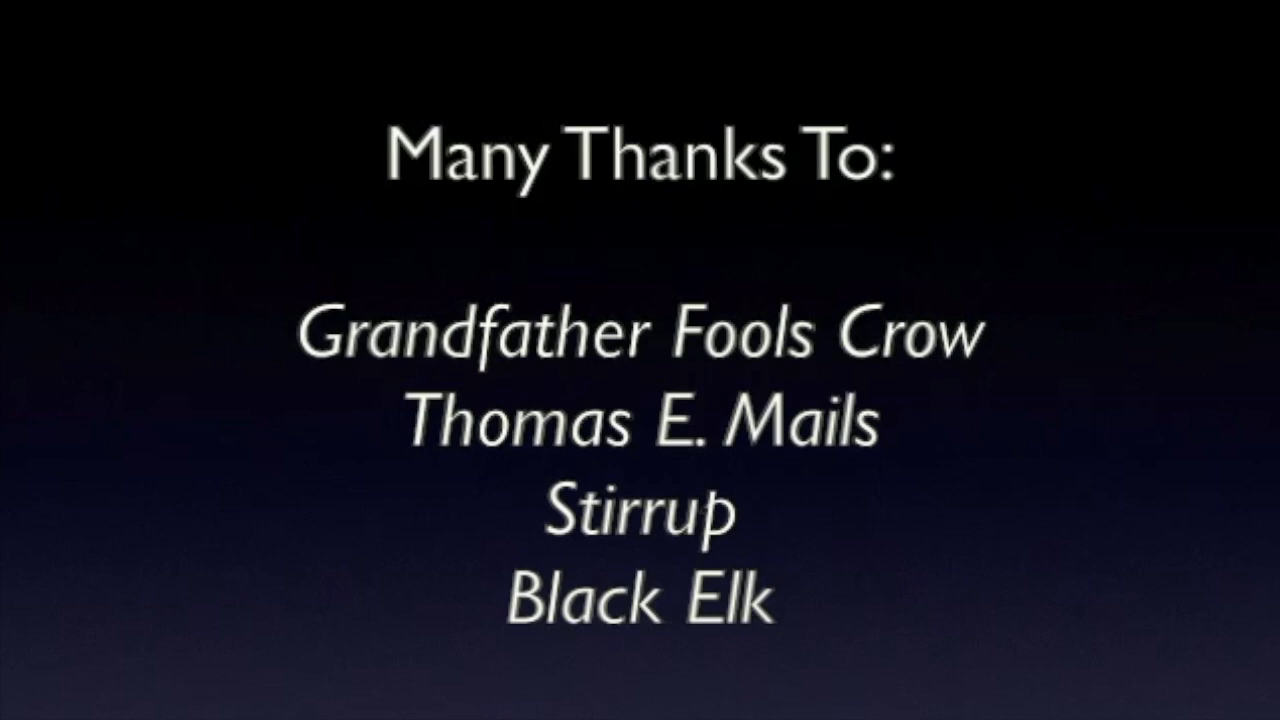 Many Thanks To:
Grandfather Fools Crow
Thomas E. Mails
Stirrup
Black Elk